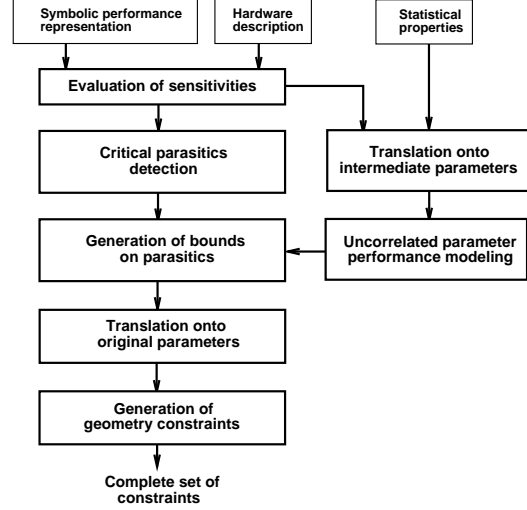 Symbolic performance
representation
Hardware
description
Statistical
properties
Evaluation of sensitivities
Critical parasitics
detection
Translation onto
intermediate parameters
Generation of bounds
on parasitics
Uncorrelated parameter
performance modeling
Translation onto
original parameters
Generation of
geometry constraints
Complete set of
constraints